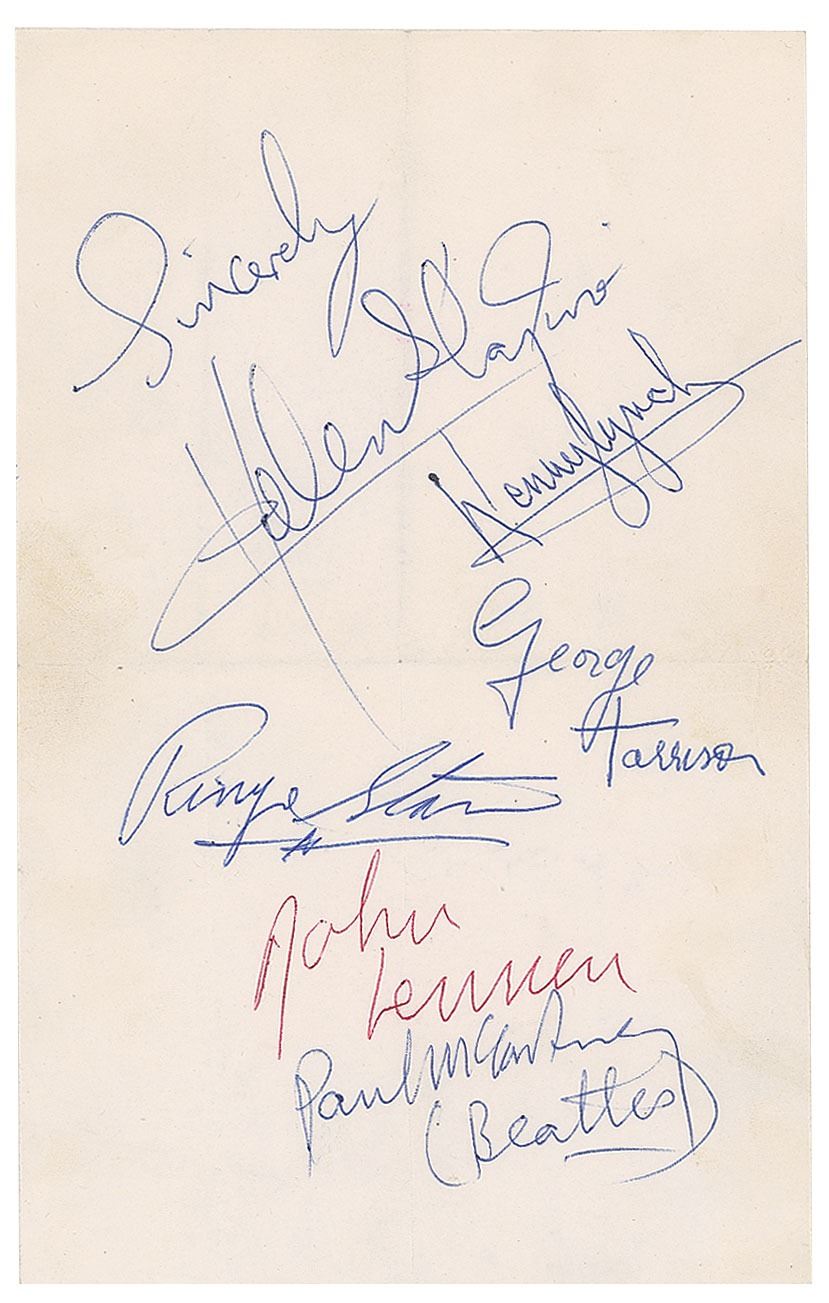 Sincerely
Helen Shapiro
Kenny Lynch
George
Harrison
Ringo Starr
John
Lennon
Paul McCartney
(Beatles)